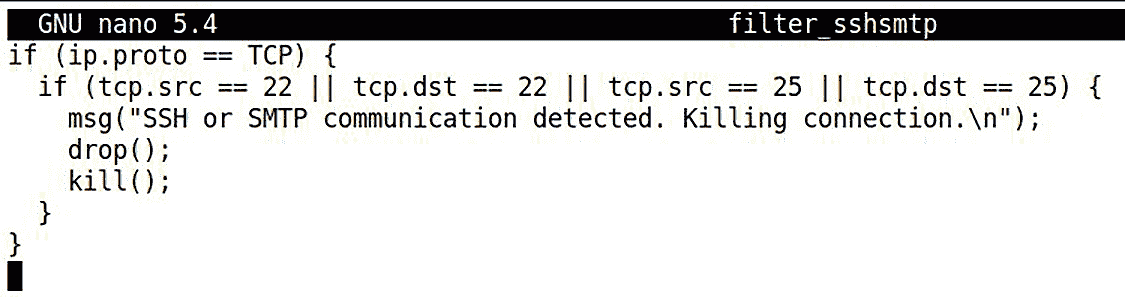 GNU nano 5.4 filter_sshsmtp
if (ip.proto == TCP) {
  if (tcp.src == 22 || tcp.dst == 22 || tcp.src == 25 || tcp.dst == 25) {
    msg("SSH or SMTP communication detected. Killing connection.\n");
    drop();
    kill();
  }
}